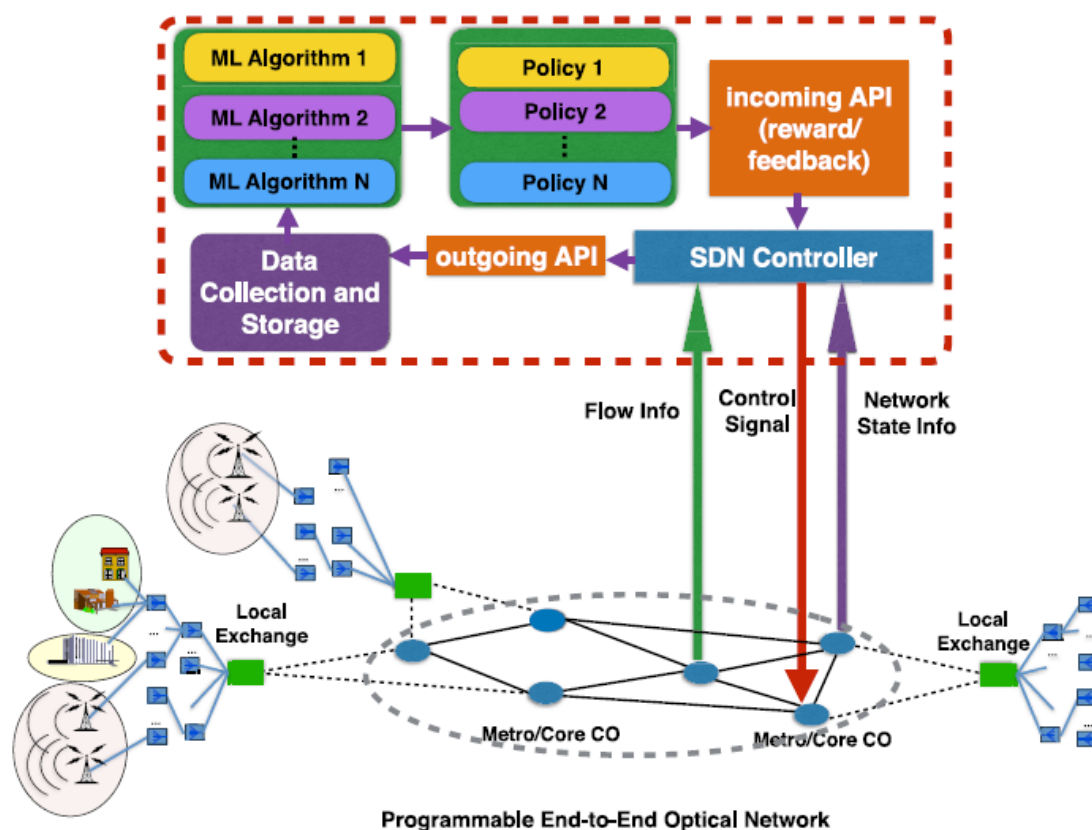 ML Algorithm 1
ML Algorithm 2
ML Algorithm N
Policy 1
Policy 2
Policy N
incoming API
(reward/
feedback)
Data
Collection and
Storage
outgoing API
SDN Controller
Flow Info
Control
Signal
Network
State Info
...
...
Local
Exchange
...
...
...
Local
Exchange
...
...
Metro/Core CO
Metro/Core CO
Programmable End-to-End Optical Network